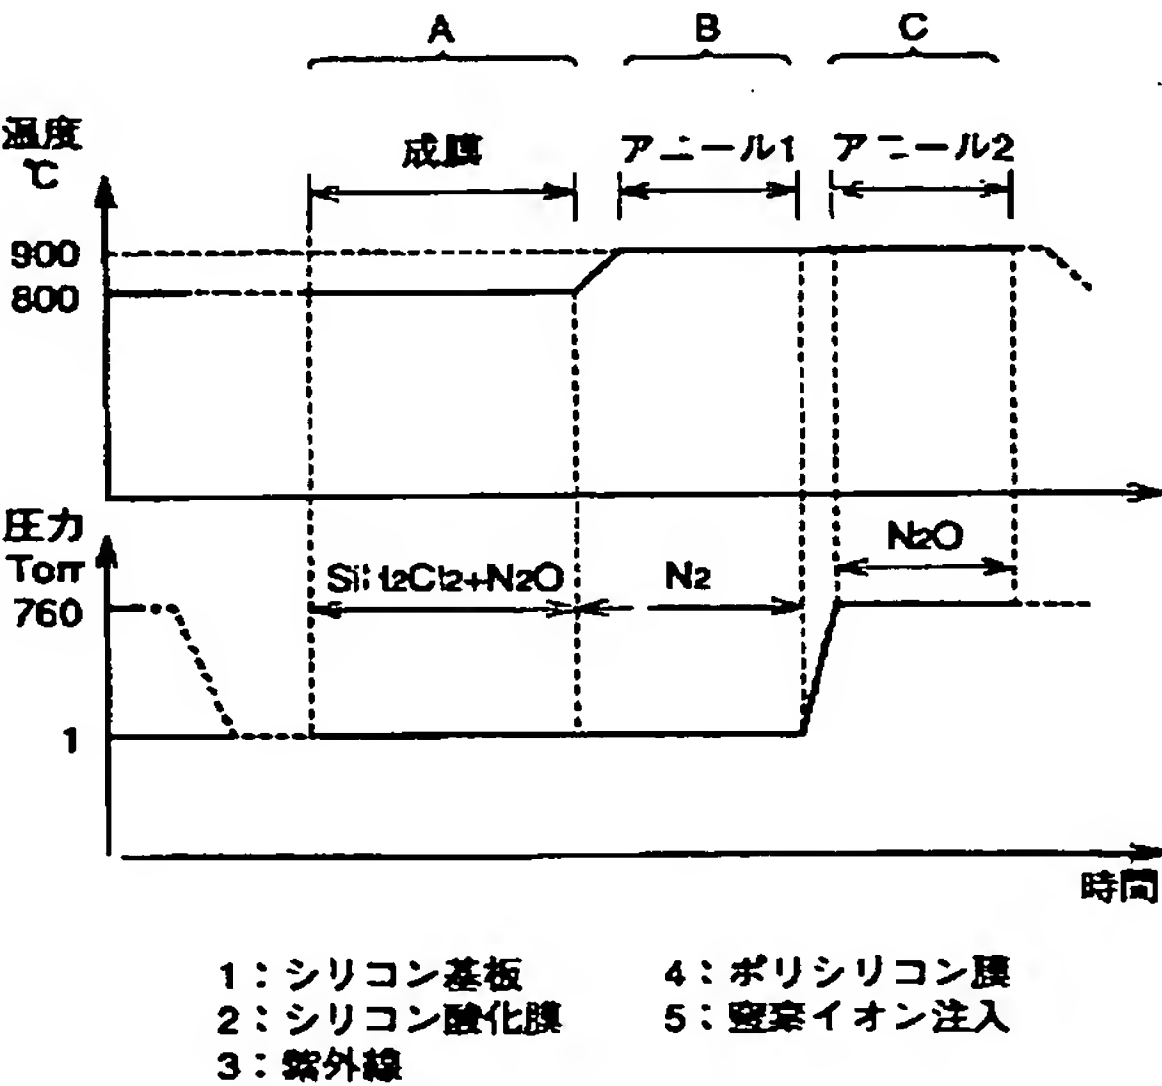 A B C
温度
℃
成膜 アニール1 アニール2
900
800
圧力
Torr
N2O
SiH2Cl2+N2O N2
760
1
時間
1：シリコン基板 4：ポリシリコン膜
2：シリコン酸化膜 5：窒素イオン注入
3：紫外線